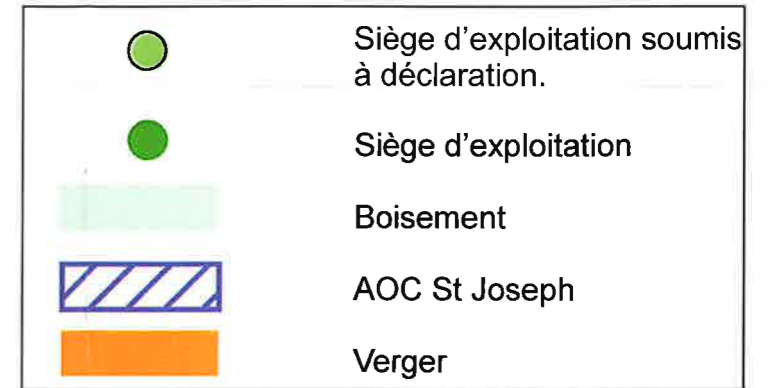 Siège d'exploitation soumis
à déclaration.
Siège d'exploitation
Boisement
AOC St Joseph
Verger